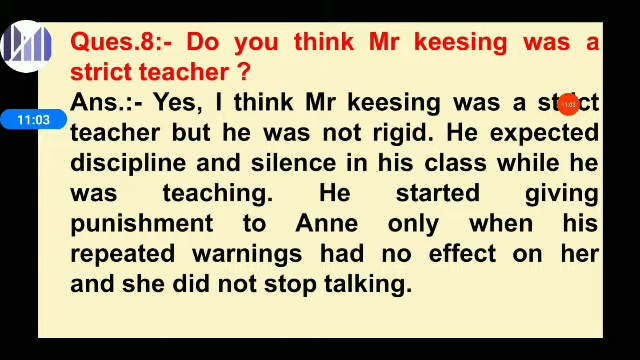 Ques.8:- Do you think Mr keesing was a
strict teacher ?
Ans.:- Yes, I think Mr keesing was a strict
teacher but he was not rigid. He expected
discipline and silence in his class while he
was teaching. He started giving
punishment to Anne only when his
repeated warnings had no effect on her
and she did not stop talking.
11:03
11:03